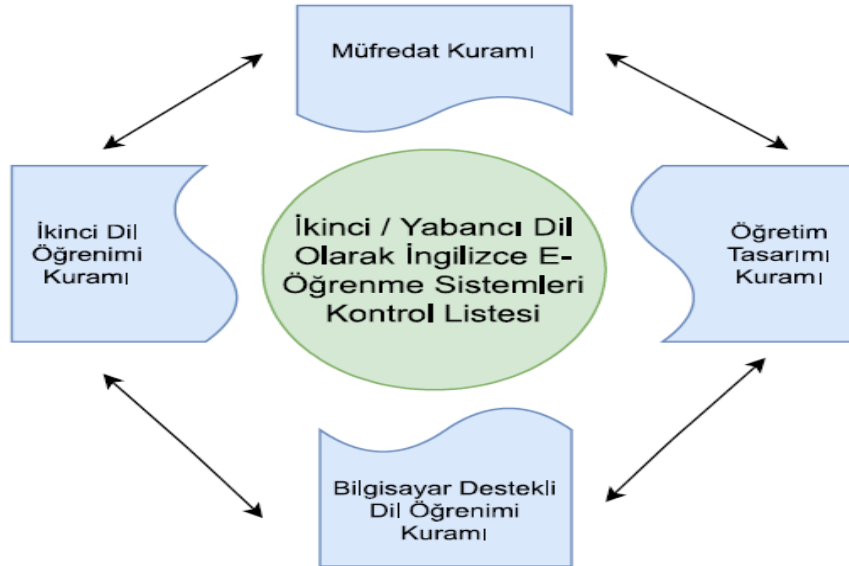 Müfredat Kuramı
İkinci Dil
Öğrenimi
Kuramı
İkinci / Yabancı Dil
Olarak İngilizce E-
Öğrenme Sistemleri
Kontrol Listesi
Öğretim
Tasarımı
Kuramı
Bilgisayar Destekli
Dil Öğrenimi
Kuramı